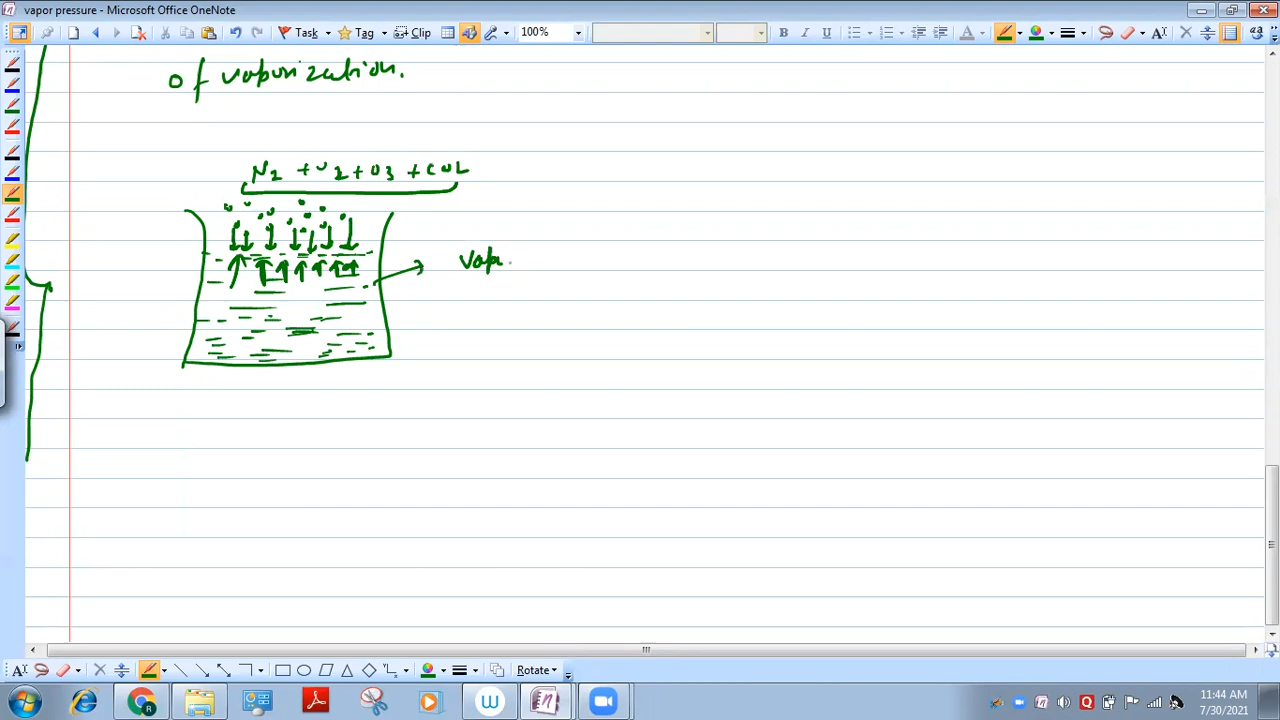 vapor pressure - Microsoft Office OneNote
Task Tag Clip 100% B I U A
of vaporization.
N2 + O2 + O3 + CO2
vapo
Rotate
W
11:44 AM
7/30/2021